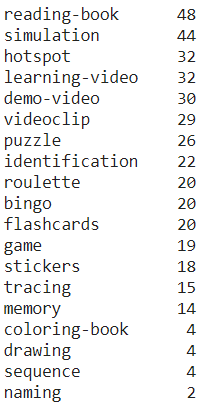 reading-book 48
simulation 44
hotspot 32
learning-video 32
demo-video 30
videoclip 29
puzzle 26
identification 22
roulette 20
bingo 20
flashcards 20
game 19
stickers 18
tracing 15
memory 14
coloring-book 4
drawing 4
sequence 4
naming 2